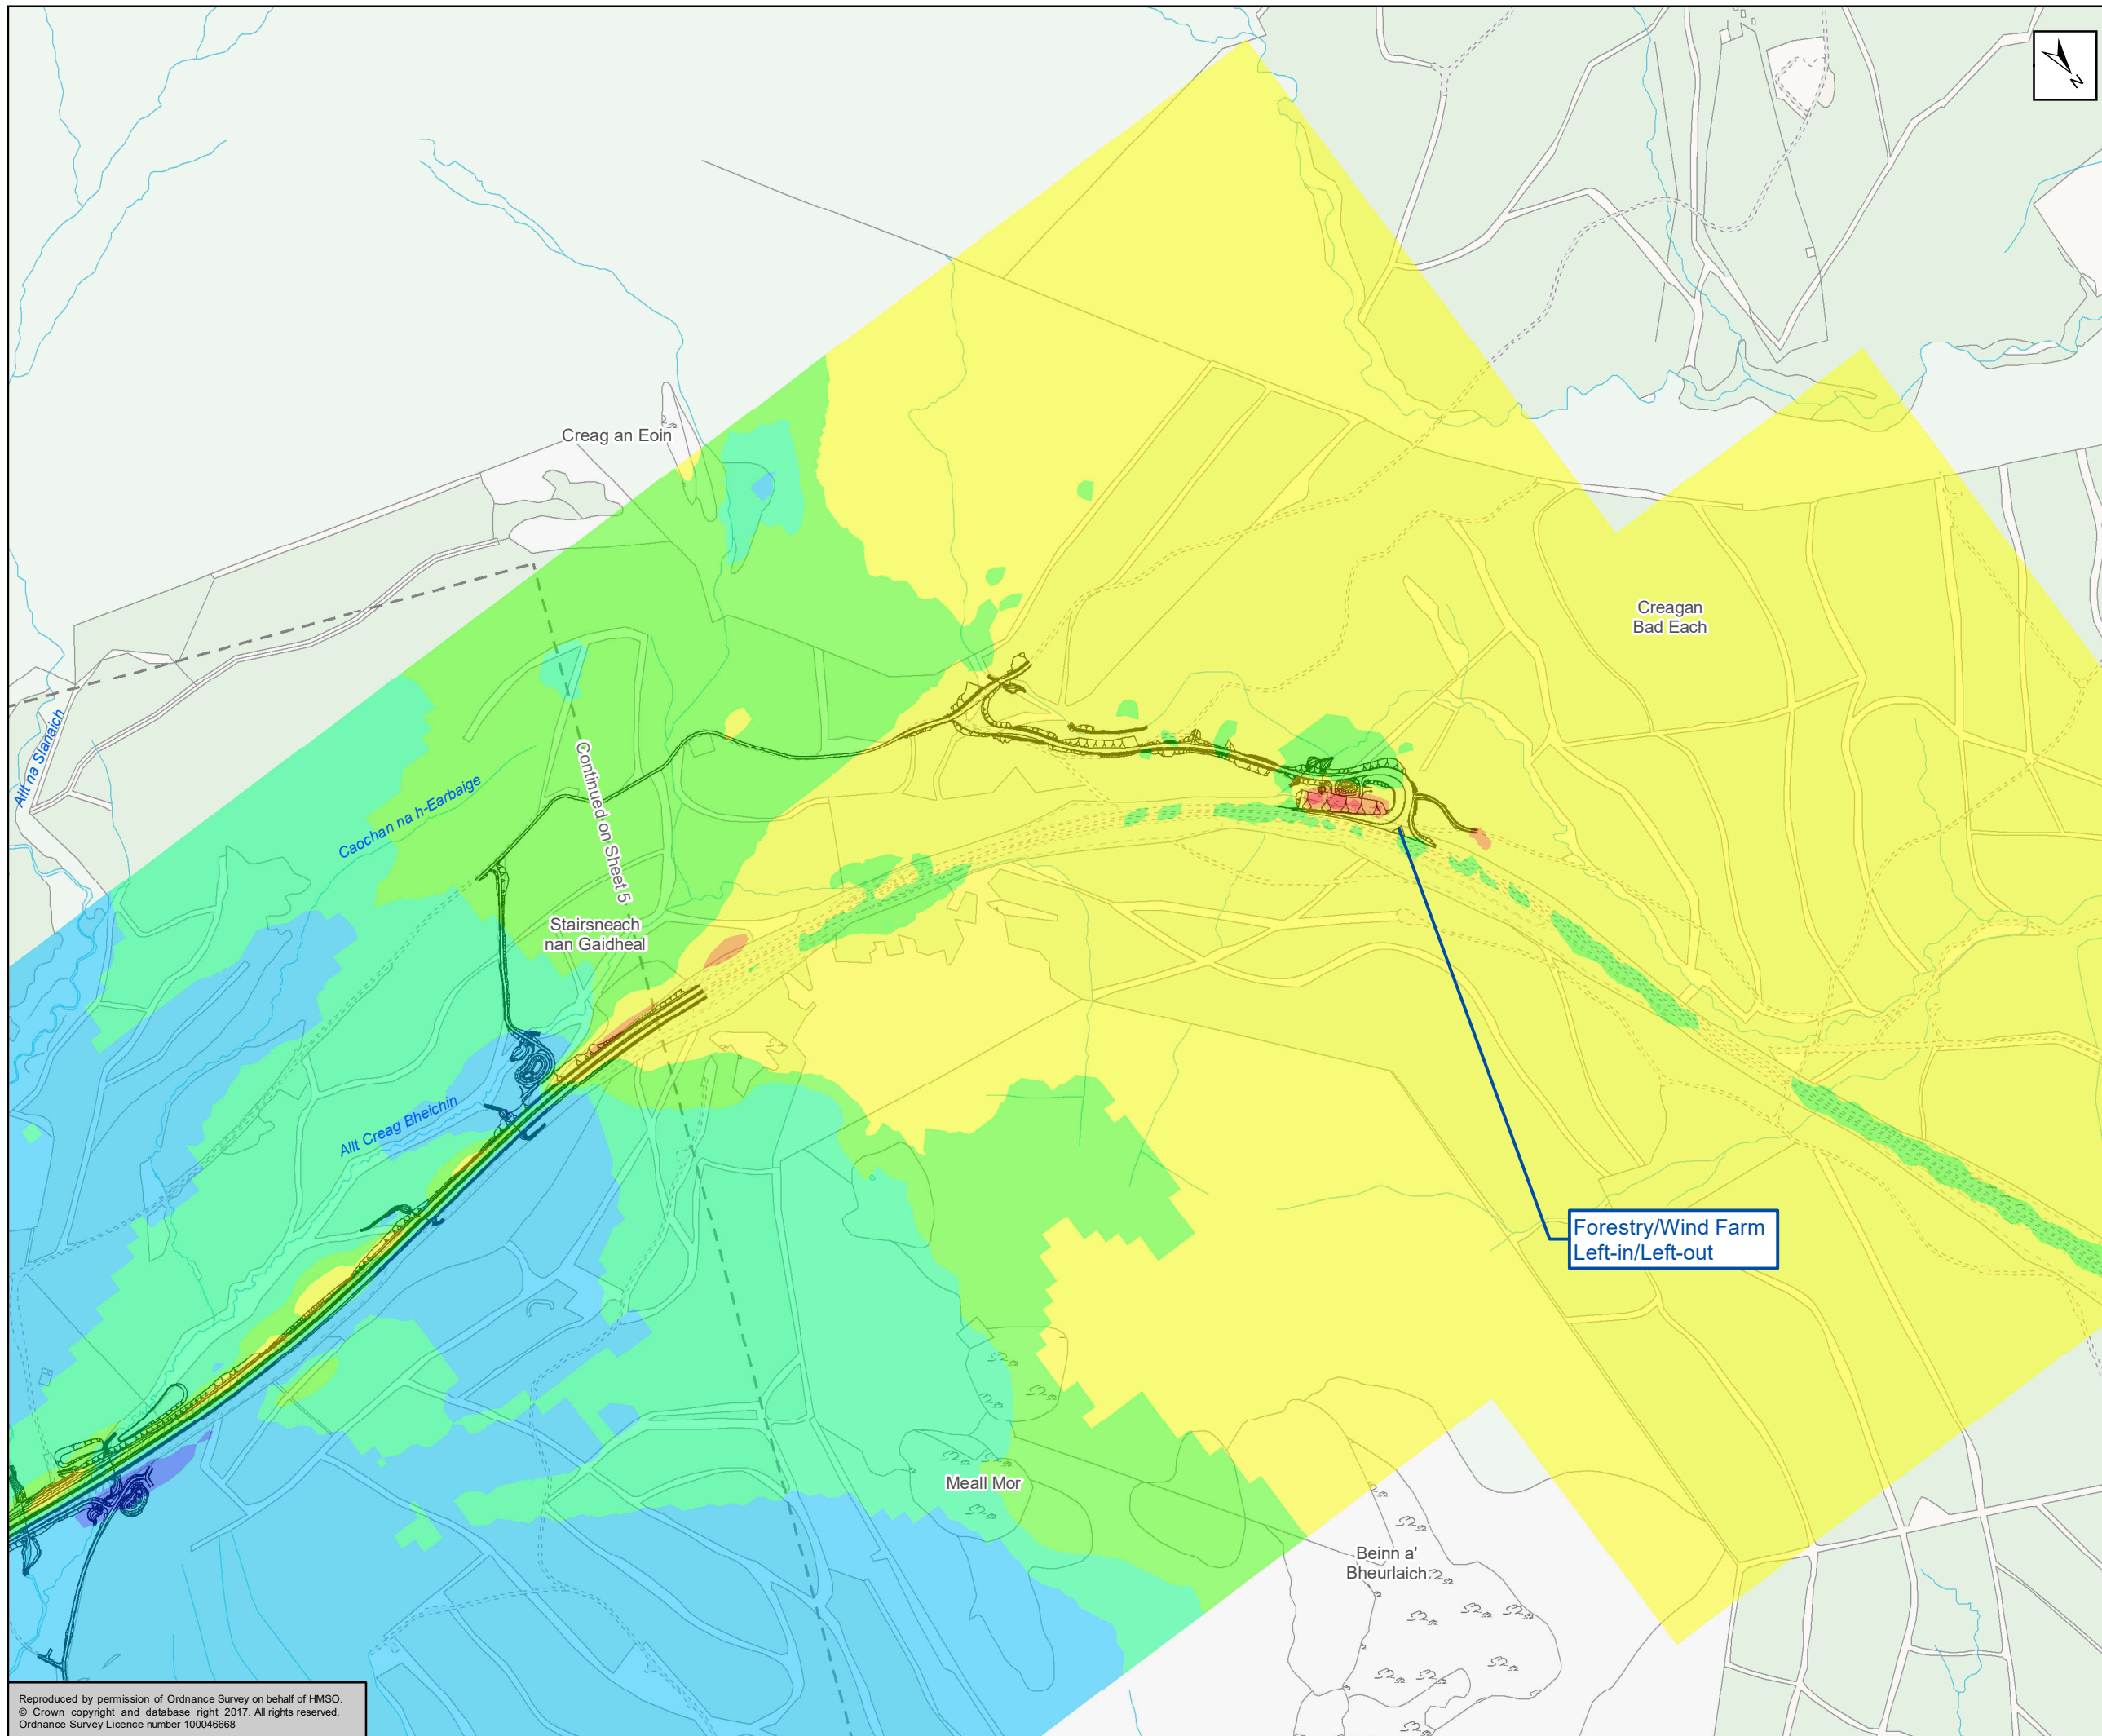 N
Creag an Eoin
Creagan
Bad Each
Allt na Slanaich
Continued on Sheet 5
Caochan na h-Earbaige
Stairsneach
nan Gaidheal
Allt Creag Bheichin
Forestry/Wind Farm
Left-in/Left-out
Meall Mor
Beinn a'
Bheurlaich
Reproduced by permission of Ordnance Survey on behalf of HMSO.
© Crown copyright and database right 2017. All rights reserved.
Ordnance Survey Licence number 100046668